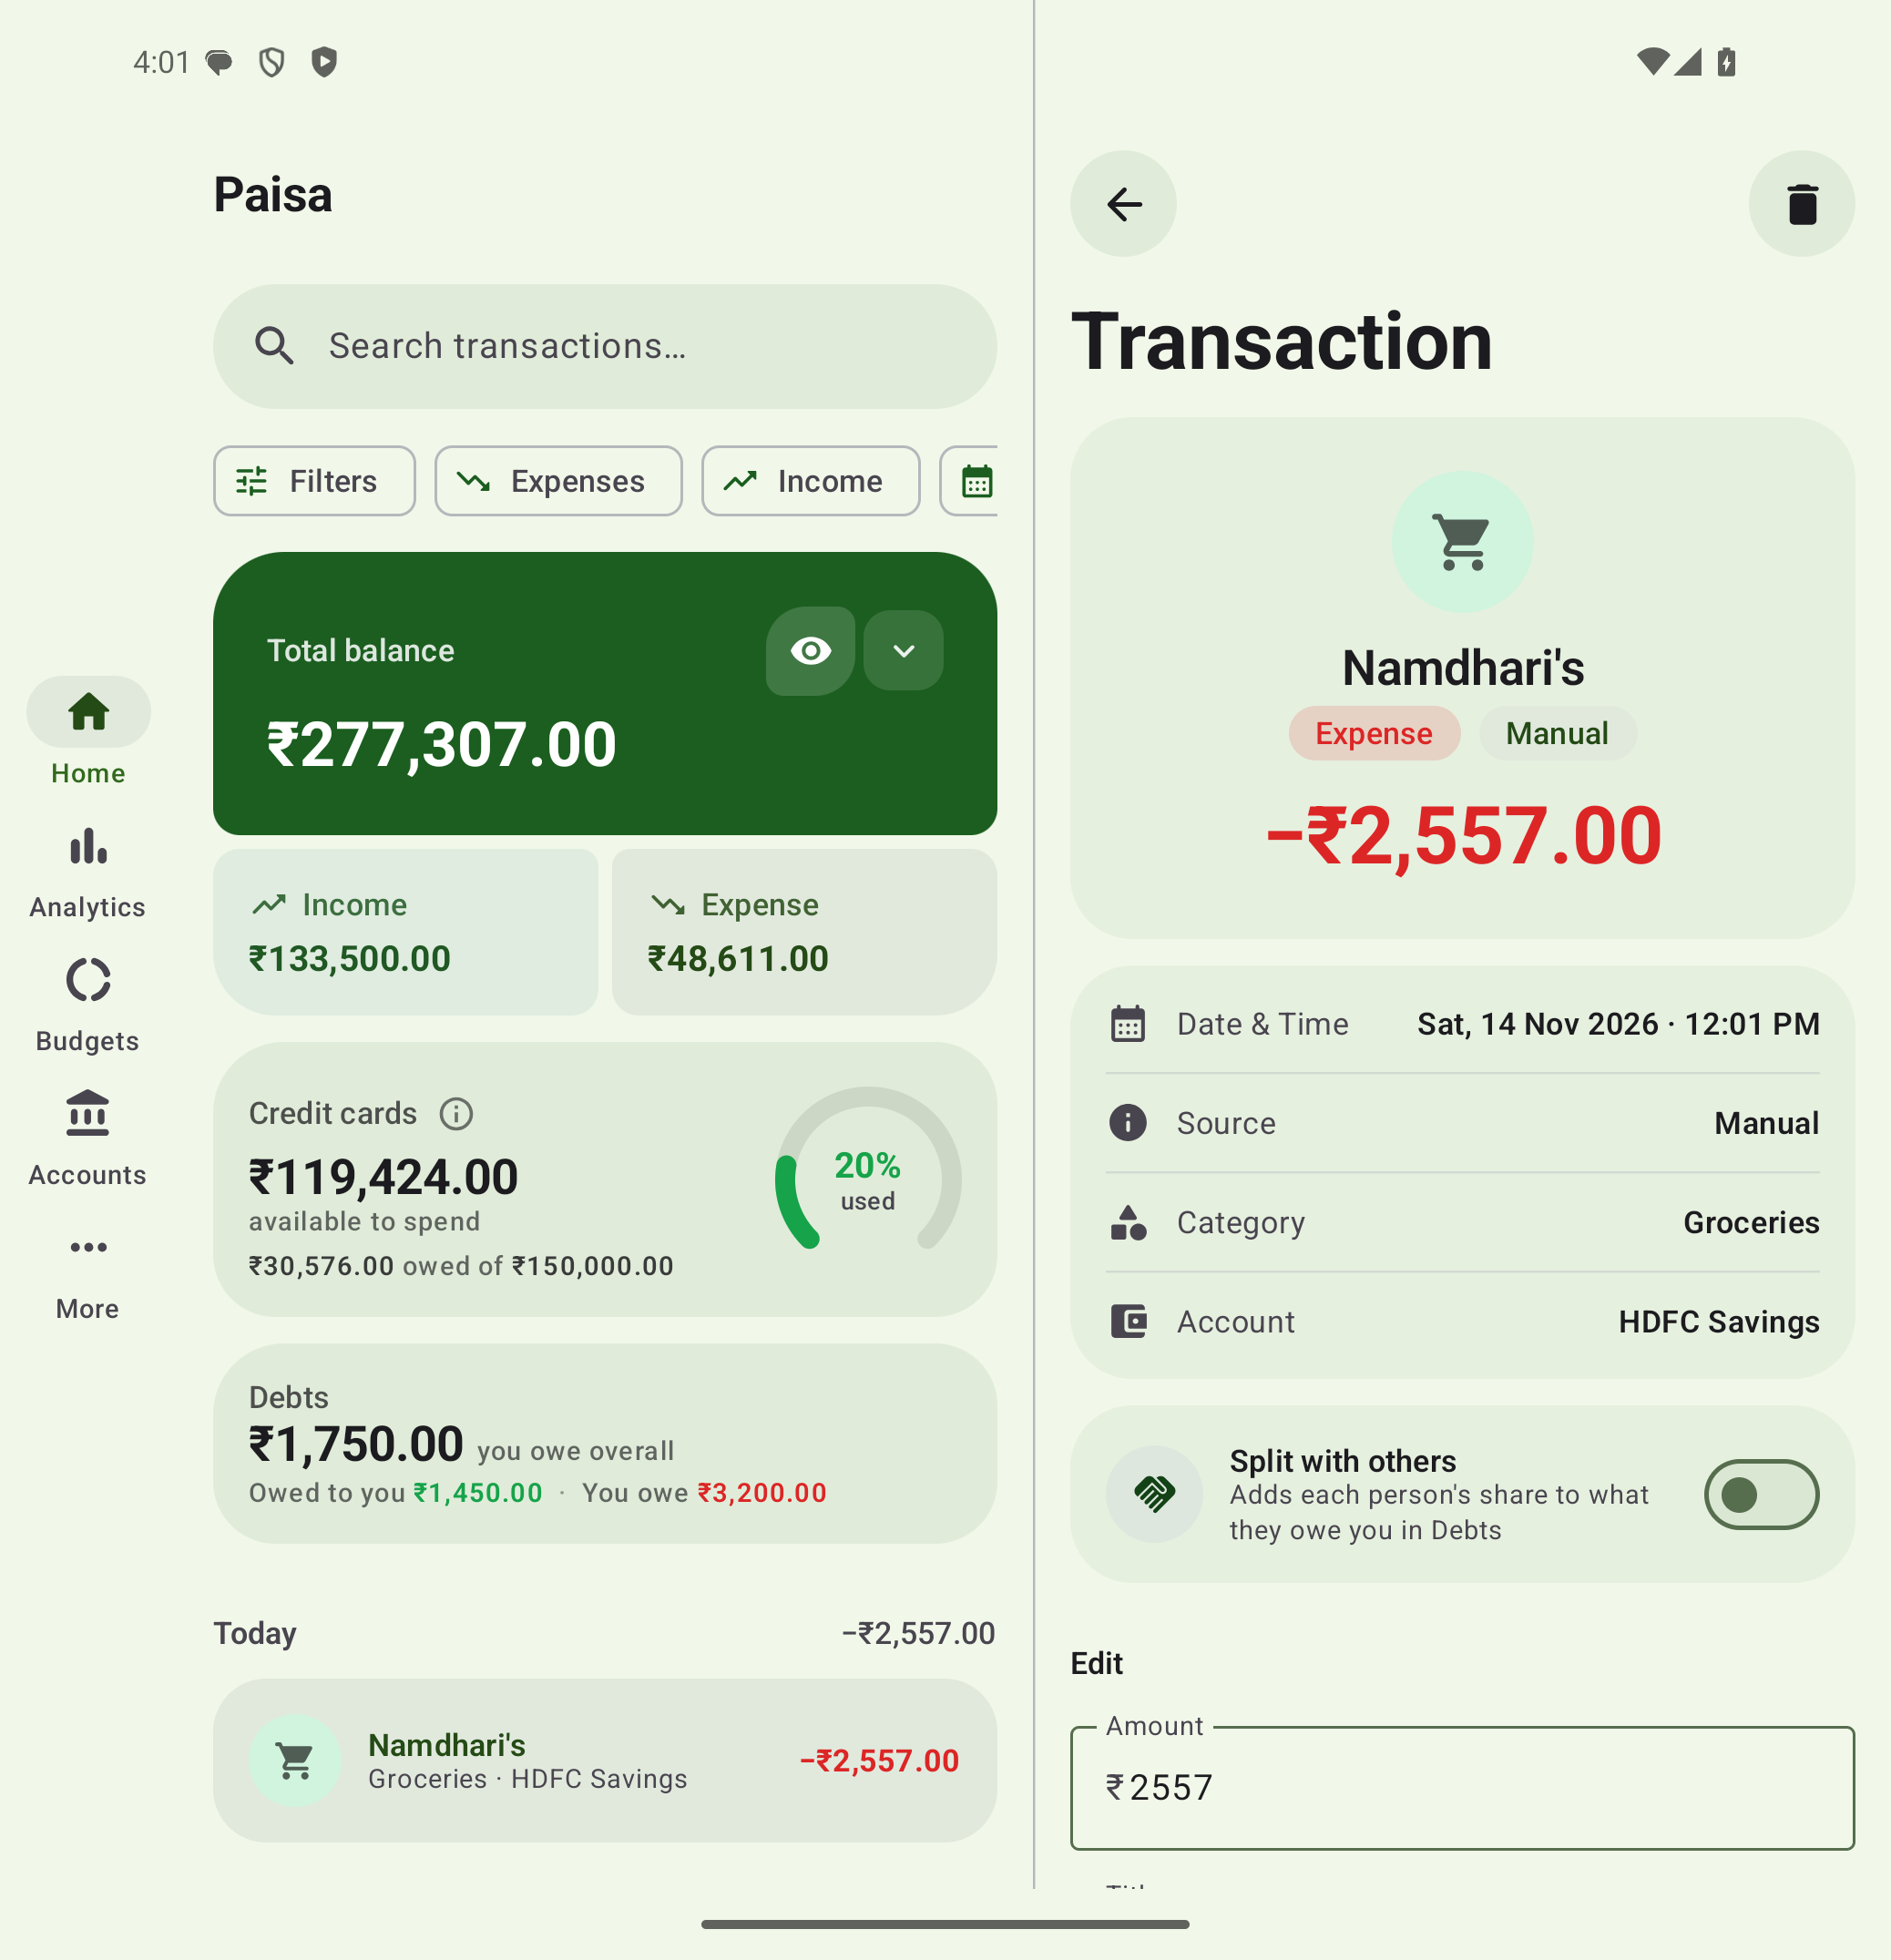 4:01
Paisa
Search transactions…
Filters
Expenses
Income
Total balance
₹277,307.00
Income
₹133,500.00
Expense
₹48,611.00
Credit cards
₹119,424.00
available to spend
₹30,576.00 owed of ₹150,000.00
20%
used
Debts
₹1,750.00 you owe overall
Owed to you ₹1,450.00 · You owe ₹3,200.00
Today
−₹2,557.00
Namdhari's
Groceries · HDFC Savings
−₹2,557.00
Home
Analytics
Budgets
Accounts
More
Transaction
Namdhari's
Expense
Manual
−₹2,557.00
Date & Time
Sat, 14 Nov 2026 · 12:01 PM
Source
Manual
Category
Groceries
Account
HDFC Savings
Split with others
Adds each person's share to what
they owe you in Debts
Edit
Amount
₹2557